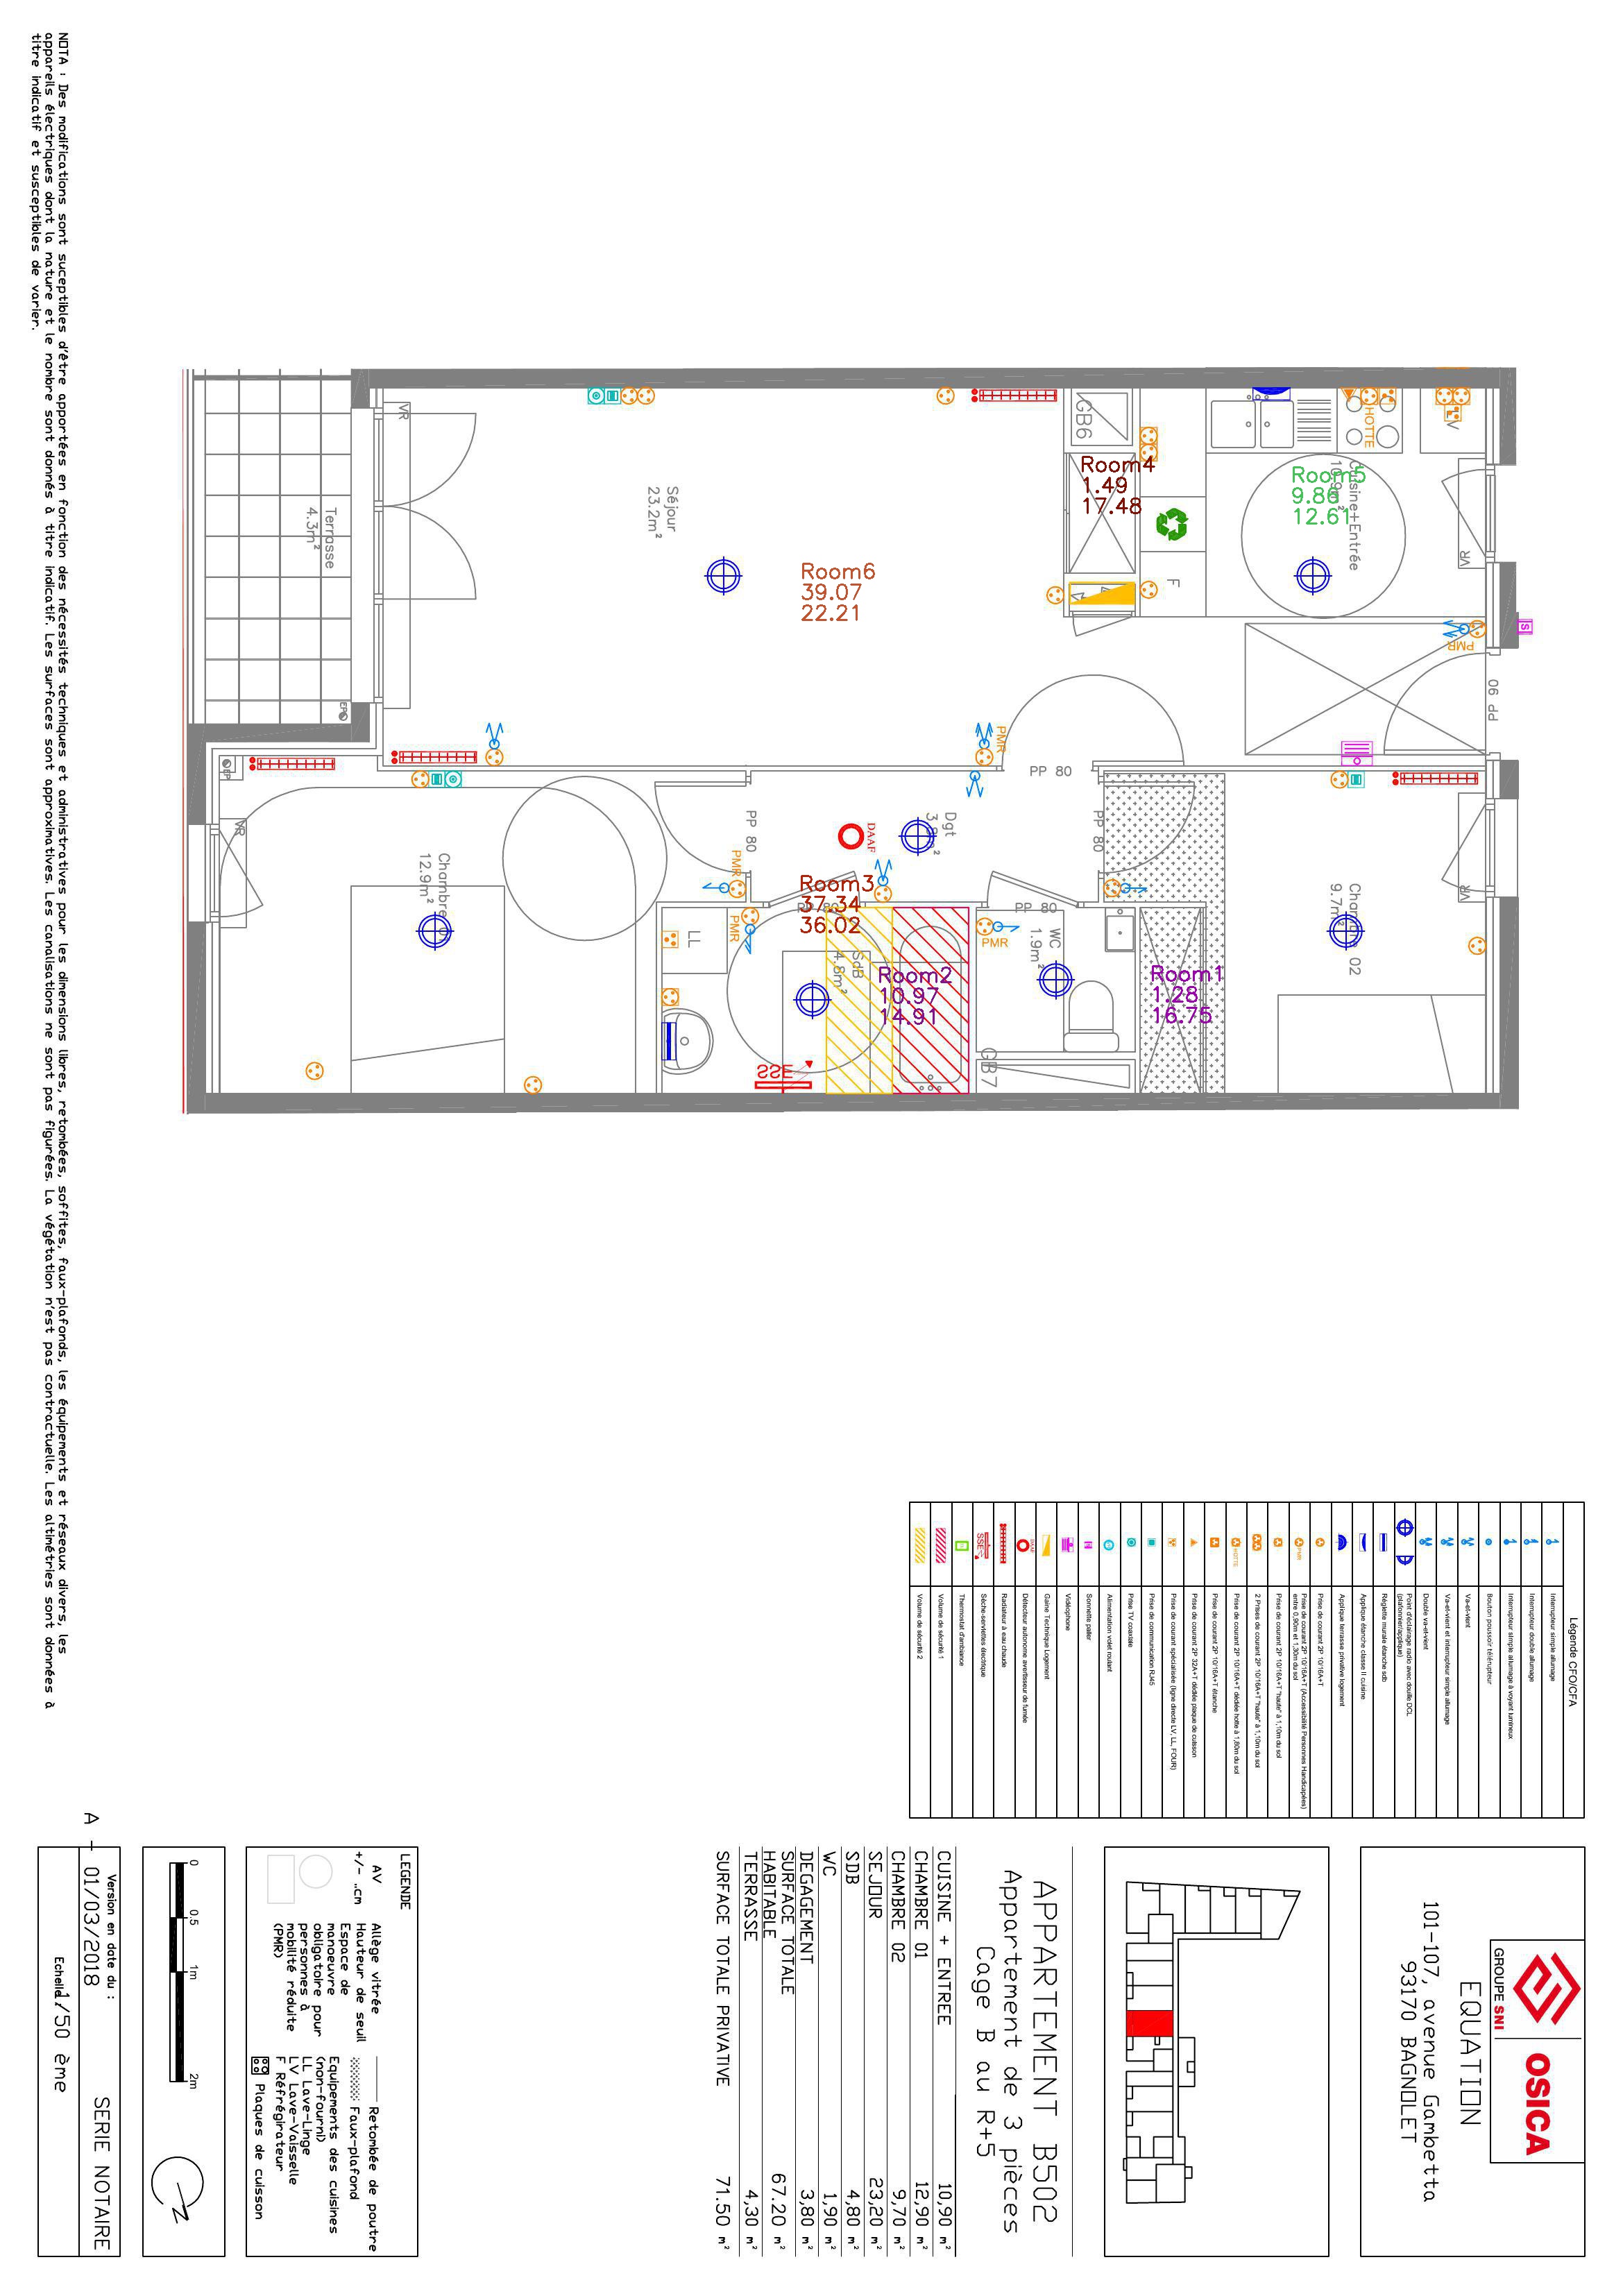 NOTA : Des modifications sont suceptibles d'être apportées en fonction des nécessités techniques et administratives pour les dimensions libres, retombées, soffites, faux-plafonds, les équipements et réseaux divers, les
appareils électriques dont la nature et le nombre sont donnés à titre indicatif. Les surfaces sont approximatives. Les canalisations ne sont pas figurées. La végétation n'est pas contractuelle. Les altimétries sont données à
titre indicatif et susceptibles de varier.
VR
Terrasse
4.3m²
EP
Séjour
23.2m²
GB6
Room4
1.49
17.48
HOTTE
Room5
9.86
12.61
Cuisine+Entrée
VR
F
Room6
39.07
22.21
PMR
PP 90
PMR
PP 80
EP
VR
Chambre
12.9m²
PP 80
PMR
DAAF
Dgt
PP 80
Room3
37.34
36.02
PP 80
PMR
LL
SdB
4.8m²
SSE
Room2
10.97
14.91
PMR
WC
1.9m²
GB7
Room1
1.28
16.75
02
9.7m²
VR
Légende CFO/CFA
Interrupteur simple allumage
Interrupteur double allumage
Interrupteur simple allumage à voyant lumineux
Bouton poussoir télérupteur
Va-et-vient
Va-et-vient et interrupteur simple allumage
Double va-et-vient
Point d'éclairage radio avec douille DCL
(plafonnier/applique)
Réglette murale étanche sdb
Applique étanche classe II cuisine
Applique terrasse privative logement
Prise de courant 2P 10/16A+T
Prise de courant 2P 10/16A+T (Accessibilité Personnes Handicapées)
entre 0,90m et 1,30m du sol
Prise de courant 2P 10/16A+T "haute" à 1,10m du sol
2 Prises de courant 2P 10/16A+T "haute" à 1,10m du sol
Prise de courant 2P 10/16A+T dédiée hotte à 1,80m du sol
Prise de courant 2P 10/16A+T étanche
Prise de courant 2P 32A+T dédiée plaque de cuisson
Prise de courant spécialisée (ligne directe LV, LL, FOUR)
Prise de communication RJ45
Prise TV coaxiale
Alimentation volet roulant
Sonnette palier
Vidéophone
Gaine Technique Logement
Détecteur autonome avertisseur de fumée
Radiateur à eau chaude
Sèche-serviettes électrique
Thermostat d'ambiance
Volume de sécurité 1
Volume de sécurité 2
GROUPE SNI
OSICA
EQUATION
101-107, avenue Gambetta
93170 BAGNOLET
APPARTEMENT B502
Appartement de 3 pièces
Cage B au R+5
CUISINE + ENTREE 10,90 m²
CHAMBRE 01 12,90 m²
CHAMBRE 02 9,70 m²
SEJOUR 23,20 m²
SDB 4,80 m²
WC 1,90 m²
DEGAGEMENT 3,80 m²
SURFACE TOTALE
HABITABLE 67.20 m²
TERRASSE 4,30 m²
SURFACE TOTALE PRIVATIVE 71.50 m²
LEGENDE
AV Allège vitrée
+/- ..cm Hauteur de seuil
Espace de
manoeuvre
obligatoire pour
personnes à
mobilité réduite
(PMR)
Retombée de poutre
Faux-plafond
Equipements des cuisines
(non-fourni)
LL Lave-Linge
LV Lave-Vaisselle
F Réfrigirateur
Plaques de cuisson
0 0.5 1m 2m
A -
Version en date du :
01/03/2018
SERIE NOTAIRE
Echelle 1/50 ème